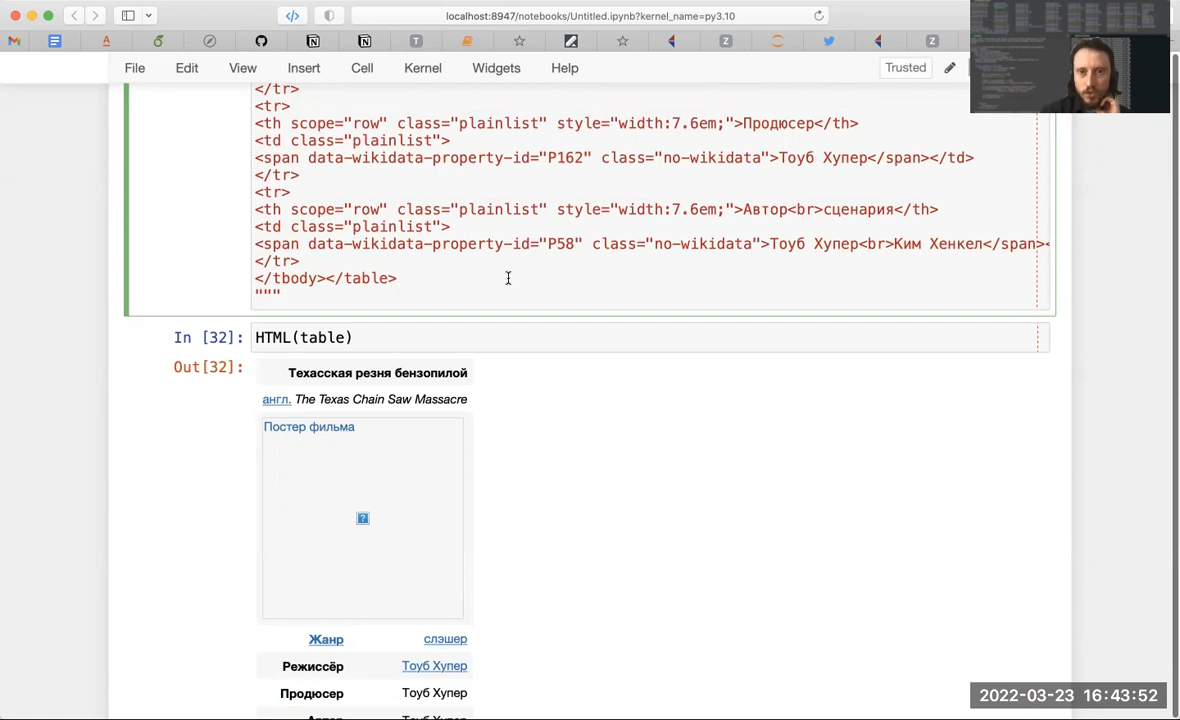 localhost:8947/notebooks/Untitled.ipynb?kernel_name=py3.10
File Edit View Insert Cell Kernel Widgets Help Trusted
</tr>
<tr>
<th scope="row" class="plainlist" style="width:7.6em;">Продюсер</th>
<td class="plainlist">
<span data-wikidata-property-id="P162" class="no-wikidata">Тоуб Хупер</span></td>
</tr>
<tr>
<th scope="row" class="plainlist" style="width:7.6em;">Автор<br>сценария</th>
<td class="plainlist">
<span data-wikidata-property-id="P58" class="no-wikidata">Тоуб Хупер<br>Ким Хенкел</span><
</tr>
</tbody></table>
"""
In [32]: HTML(table)
Out[32]:
Техасская резня бензопилой
англ. The Texas Chain Saw Massacre
Постер фильма
?
Жанр слэшер
Режиссёр Тоуб Хупер
Продюсер Тоуб Хупер
Автор Тоуб Хупер
2022-03-23 16:43:52